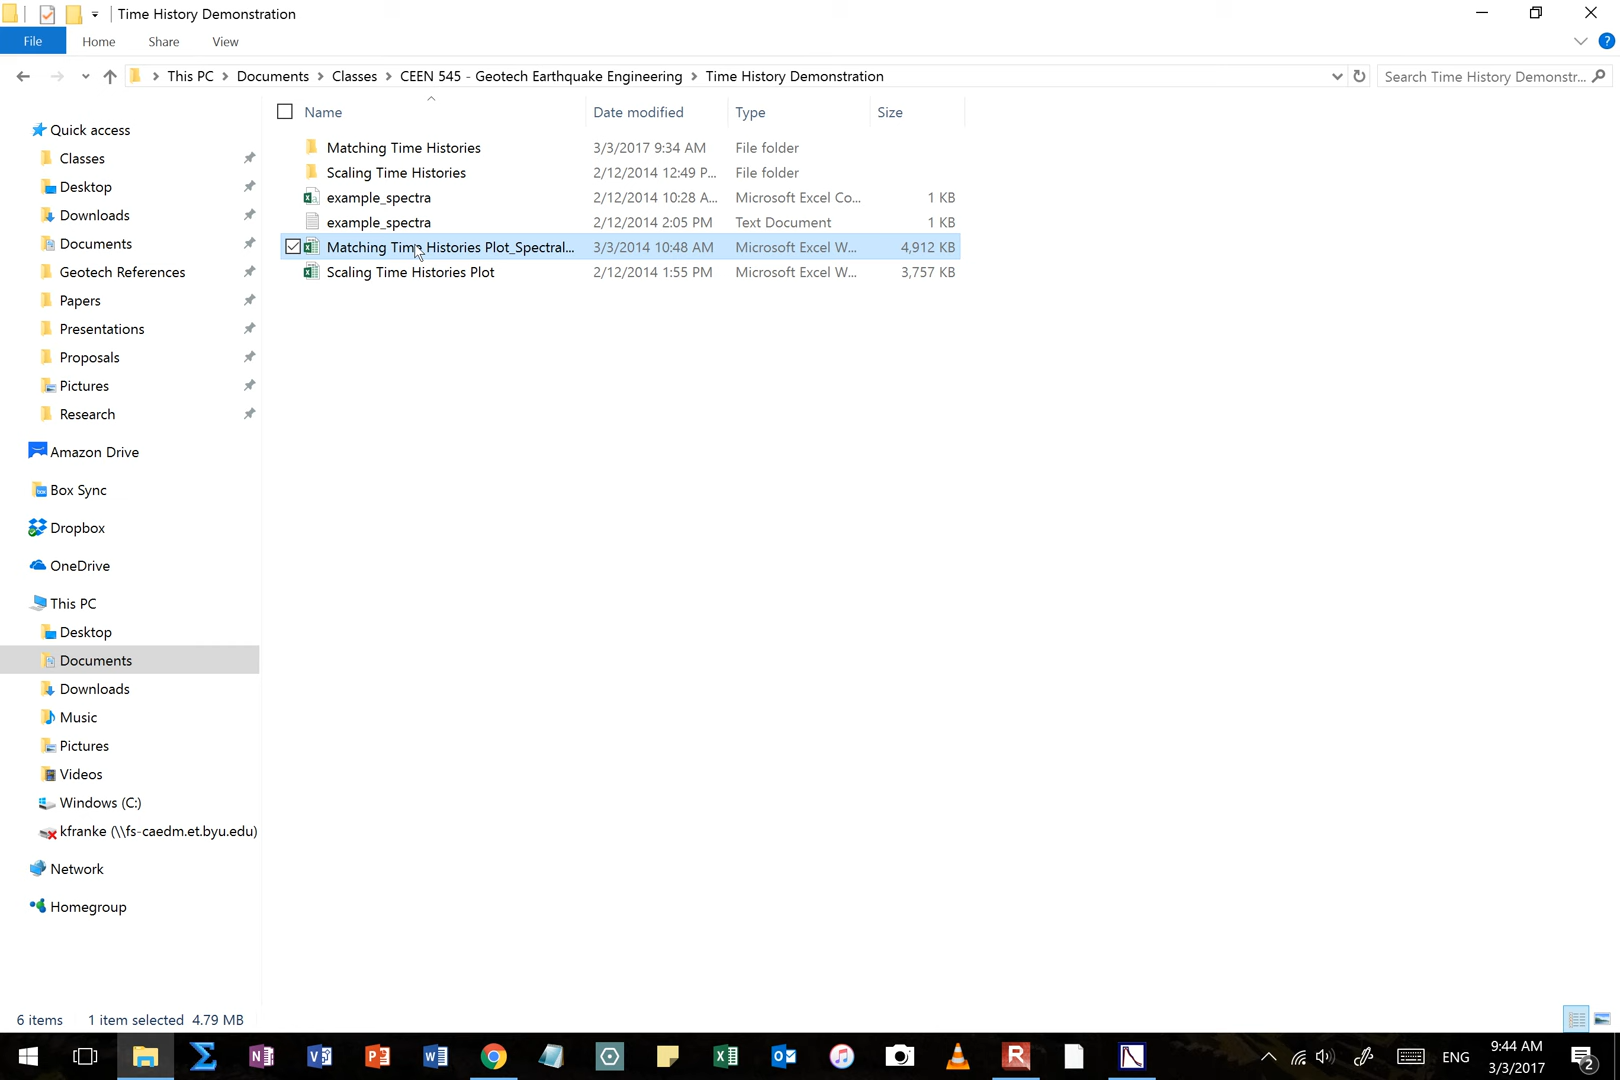 Time History Demonstration
File Home Share View
This PC Documents Classes CEEN 545 - Geotech Earthquake Engineering Time History Demonstration
Search Time History Demonstr...
Name Date modified Type Size
Matching Time Histories 3/3/2017 9:34 AM File folder
Scaling Time Histories 2/12/2014 12:49 P... File folder
example_spectra 2/12/2014 10:28 A... Microsoft Excel Co... 1 KB
example_spectra 2/12/2014 2:05 PM Text Document 1 KB
Matching Time Histories Plot_Spectral... 3/3/2014 10:48 AM Microsoft Excel W... 4,912 KB
Scaling Time Histories Plot 2/12/2014 1:55 PM Microsoft Excel W... 3,757 KB
Quick access
Classes
Desktop
Downloads
Documents
Geotech References
Papers
Presentations
Proposals
Pictures
Research
Amazon Drive
Box Sync
Dropbox
OneDrive
This PC
Desktop
Documents
Downloads
Music
Pictures
Videos
Windows (C:)
kfranke (\\fs-caedm.et.byu.edu)
Network
Homegroup
6 items 1 item selected 4.79 MB
ENG
9:44 AM
3/3/2017
2